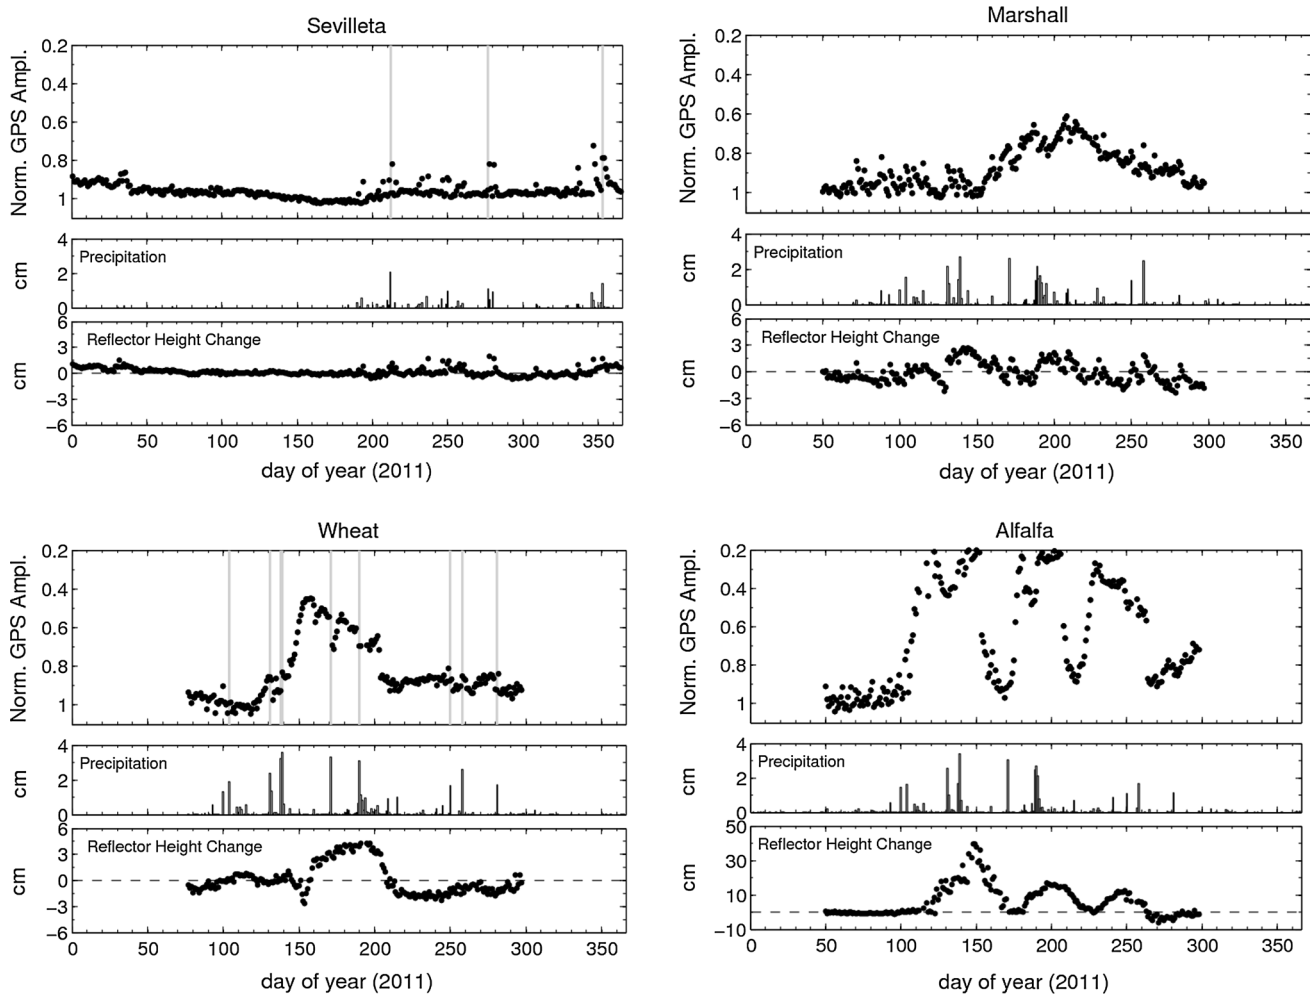 Sevilleta
Norm. GPS Ampl.
0.2
0.4
0.6
0.8
1
cm
4
2
0
Precipitation
cm
6
3
0
−3
−6
Reflector Height Change
0 50 100 150 200 250 300 350
day of year (2011)
Marshall
Norm. GPS Ampl.
0.2
0.4
0.6
0.8
1
cm
4
2
0
Precipitation
cm
6
3
0
−3
−6
Reflector Height Change
0 50 100 150 200 250 300 350
day of year (2011)
Wheat
Norm. GPS Ampl.
0.2
0.4
0.6
0.8
1
cm
4
2
0
Precipitation
cm
6
3
0
−3
−6
Reflector Height Change
0 50 100 150 200 250 300 350
day of year (2011)
Alfalfa
Norm. GPS Ampl.
0.2
0.4
0.6
0.8
1
cm
4
2
0
Precipitation
cm
50
30
10
−10
Reflector Height Change
0 50 100 150 200 250 300 350
day of year (2011)